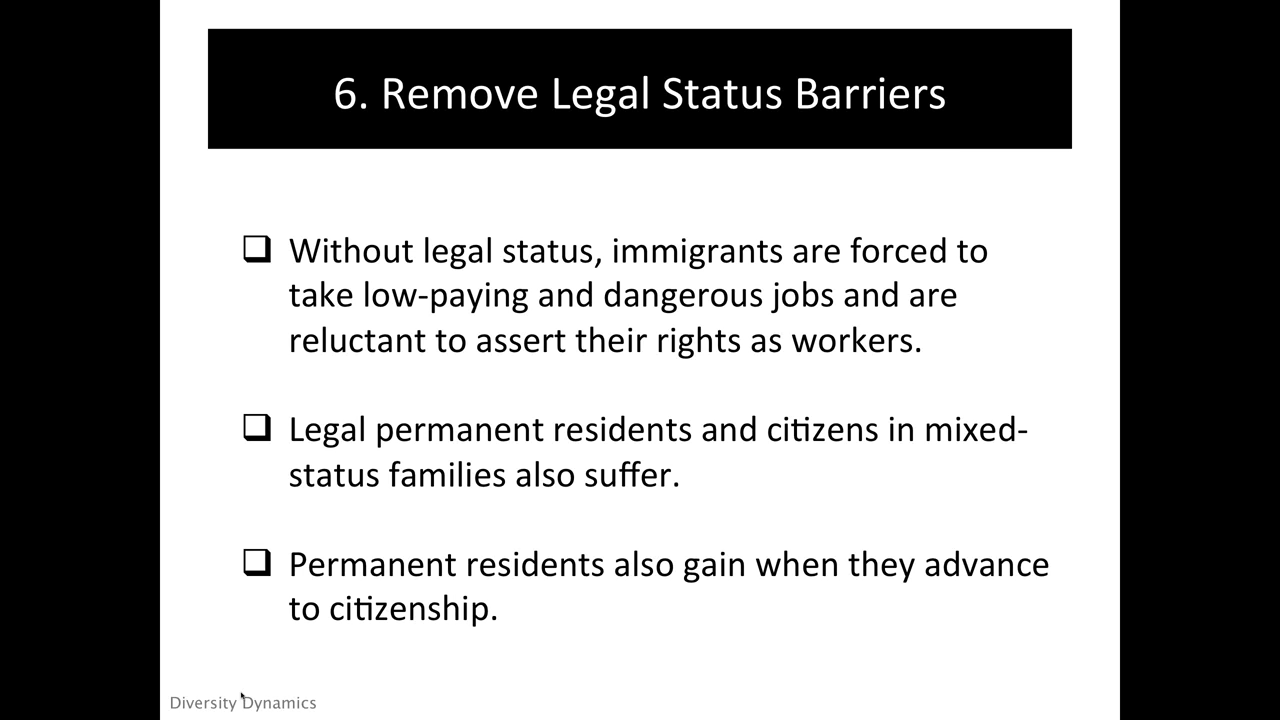 6. Remove Legal Status Barriers
❑ Without legal status, immigrants are forced to
take low-paying and dangerous jobs and are
reluctant to assert their rights as workers.
❑ Legal permanent residents and citizens in mixed-
status families also suffer.
❑ Permanent residents also gain when they advance
to citizenship.
Diversity Dynamics